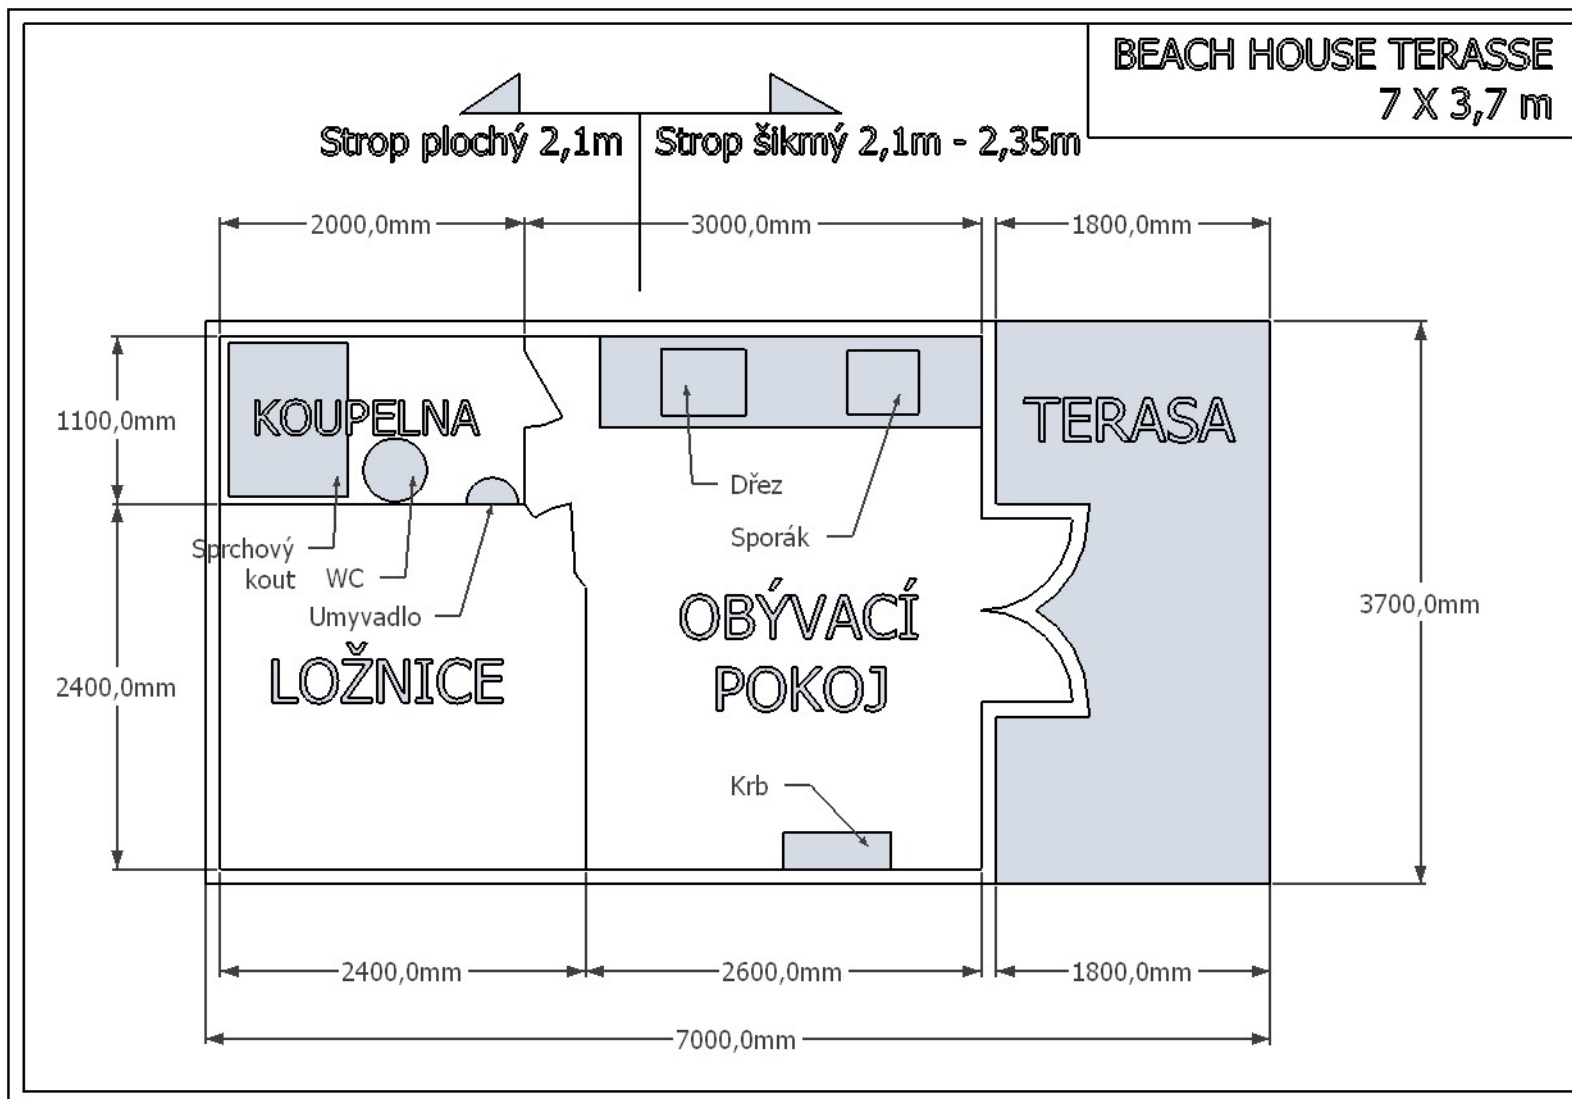 BEACH HOUSE TERASSE
7 X 3,7 m
Strop plochý 2,1m
Strop šikmý 2,1m - 2,35m
2000,0mm
3000,0mm
1800,0mm
1100,0mm
KOUPELNA
TERASA
Dřez
Sporák
Sprchový
kout
WC
Umyvadlo
OBÝVACÍ
POKOJ
3700,0mm
2400,0mm
LOŽNICE
Krb
2400,0mm
2600,0mm
1800,0mm
7000,0mm